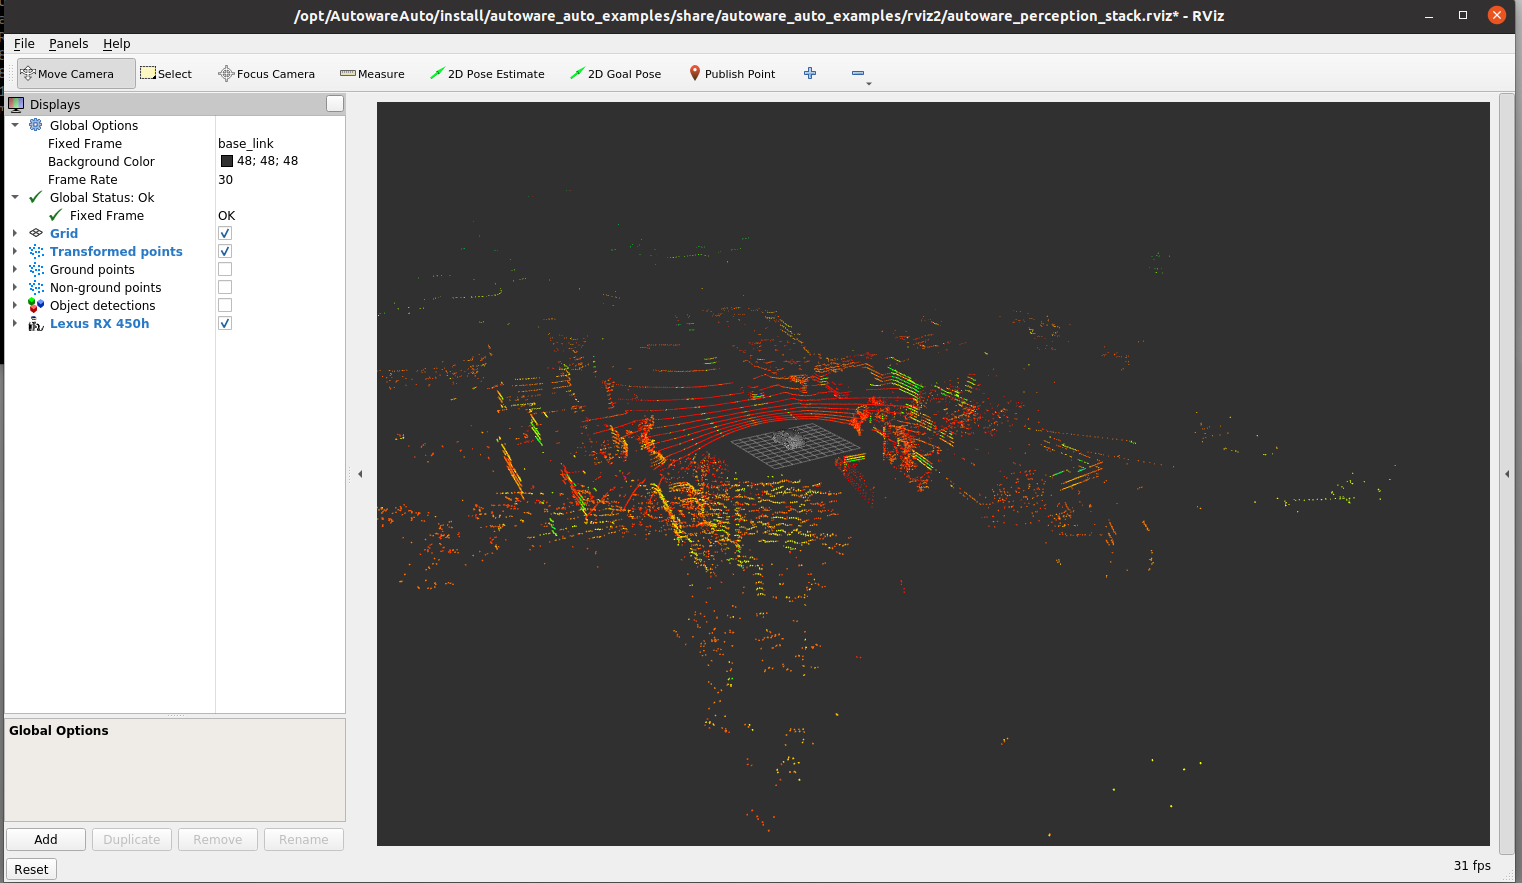 /opt/AutowareAuto/install/autoware_auto_examples/share/autoware_auto_examples/rviz2/autoware_perception_stack.rviz* - RViz
File Panels Help
Move Camera Select Focus Camera Measure 2D Pose Estimate 2D Goal Pose Publish Point
Displays
Global Options
Fixed Frame base_link
Background Color 48; 48; 48
Frame Rate 30
Global Status: Ok
Fixed Frame OK
Grid
Transformed points
Ground points
Non-ground points
Object detections
Lexus RX 450h
Global Options
Add Duplicate Remove Rename
Reset
31 fps